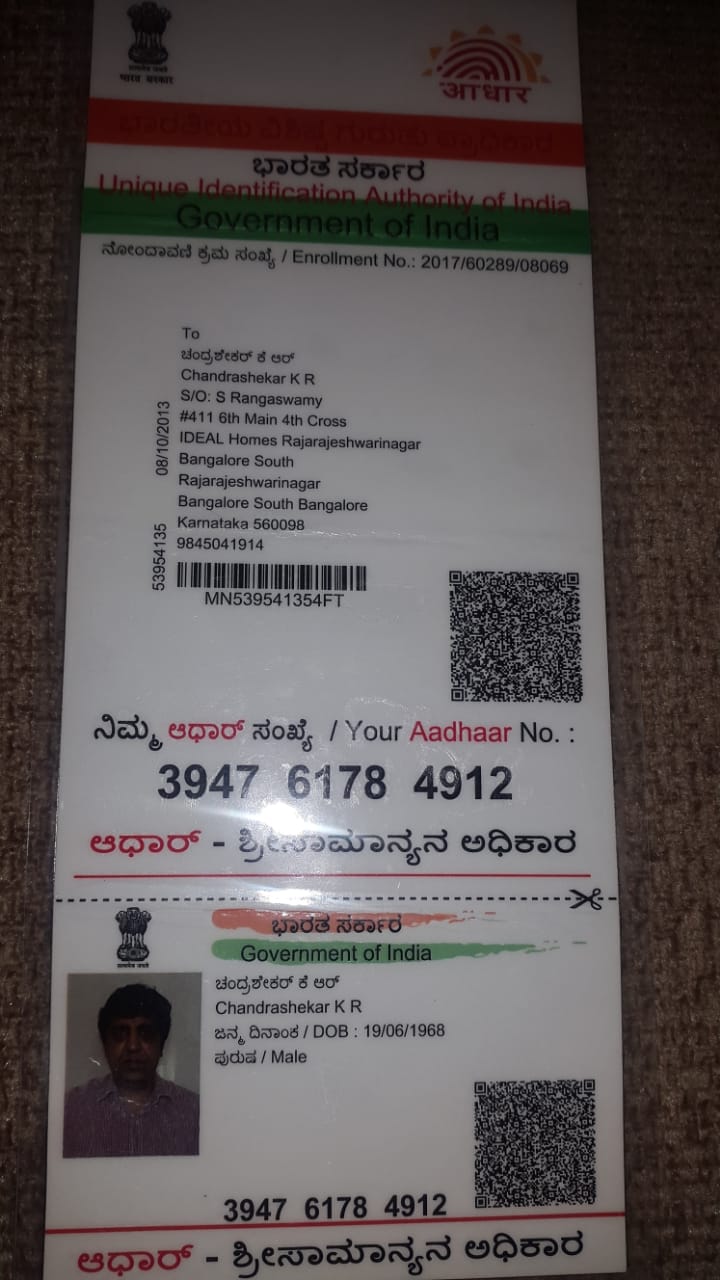 भारत सरकार
आधार
ಭಾರತೀಯ ವಿಶಿಷ್ಟ ಗುರುತು ಪ್ರಾಧಿಕಾರ
ಭಾರತ ಸರ್ಕಾರ
Unique Identification Authority of India
Government of India
ನೋಂದಾವಣಿ ಕ್ರಮ ಸಂಖ್ಯೆ / Enrollment No.: 2017/60289/08069
To
ಚಂದ್ರಶೇಕರ್ ಕೆ ಆರ್
Chandrashekar K R
S/O: S Rangaswamy
#411 6th Main 4th Cross
IDEAL Homes Rajarajeshwarinagar
Bangalore South
Rajarajeshwarinagar
Bangalore South Bangalore
Karnataka 560098
9845041914
08/10/2013
53954135
MN539541354FT
ನಿಮ್ಮ ಆಧಾರ್ ಸಂಖ್ಯೆ / Your Aadhaar No. :
3947 6178 4912
ಆಧಾರ್ - ಶ್ರೀಸಾಮಾನ್ಯನ ಅಧಿಕಾರ
ಭಾರತ ಸರ್ಕಾರ
Government of India
ಚಂದ್ರಶೇಕರ್ ಕೆ ಆರ್
Chandrashekar K R
ಜನ್ಮ ದಿನಾಂಕ / DOB : 19/06/1968
ಪುರುಷ / Male
3947 6178 4912
ಆಧಾರ್ - ಶ್ರೀಸಾಮಾನ್ಯನ ಅಧಿಕಾರ